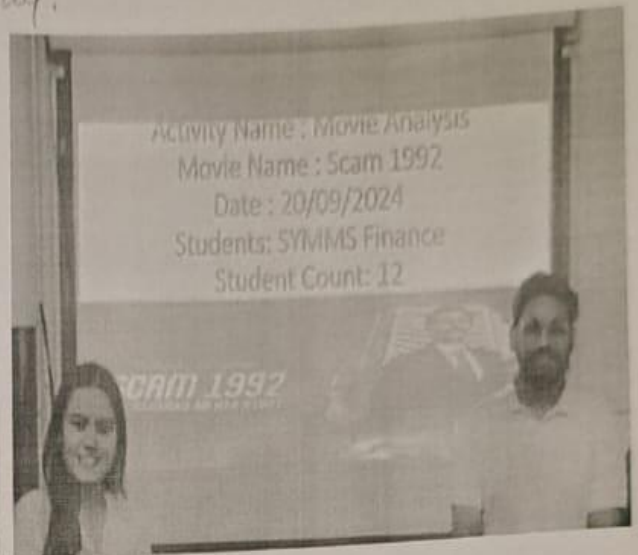 Activity Name : Movie Analysis
Movie Name : Scam 1992
Date : 20/09/2024
Students: SYMMS Finance
Student Count: 12
SCAM 1992